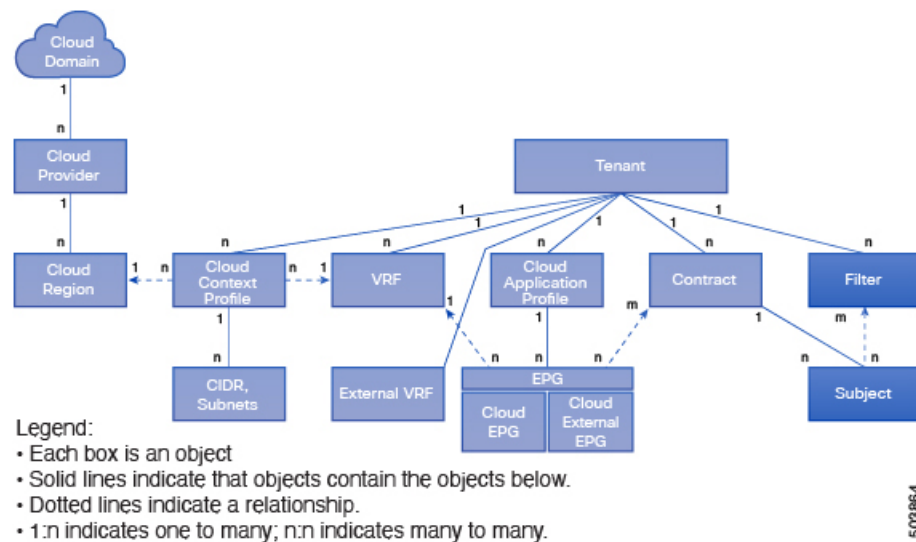 Cloud
Domain
1
n
Cloud
Provider
Tenant
1
1
1
1
1
1
n
n
n
n
n
n
Cloud
Region
1
n
Cloud
Context
Profile
n
1
VRF
Cloud
Application
Profile
Contract
Filter
1
1
1
m
1
m
n
n
n
n
n
n
CIDR,
Subnets
External VRF
EPG
Cloud
EPG
Cloud
External
EPG
Subject
Legend:
• Each box is an object
• Solid lines indicate that objects contain the objects below.
• Dotted lines indicate a relationship.
• 1:n indicates one to many; n:n indicates many to many.
503864